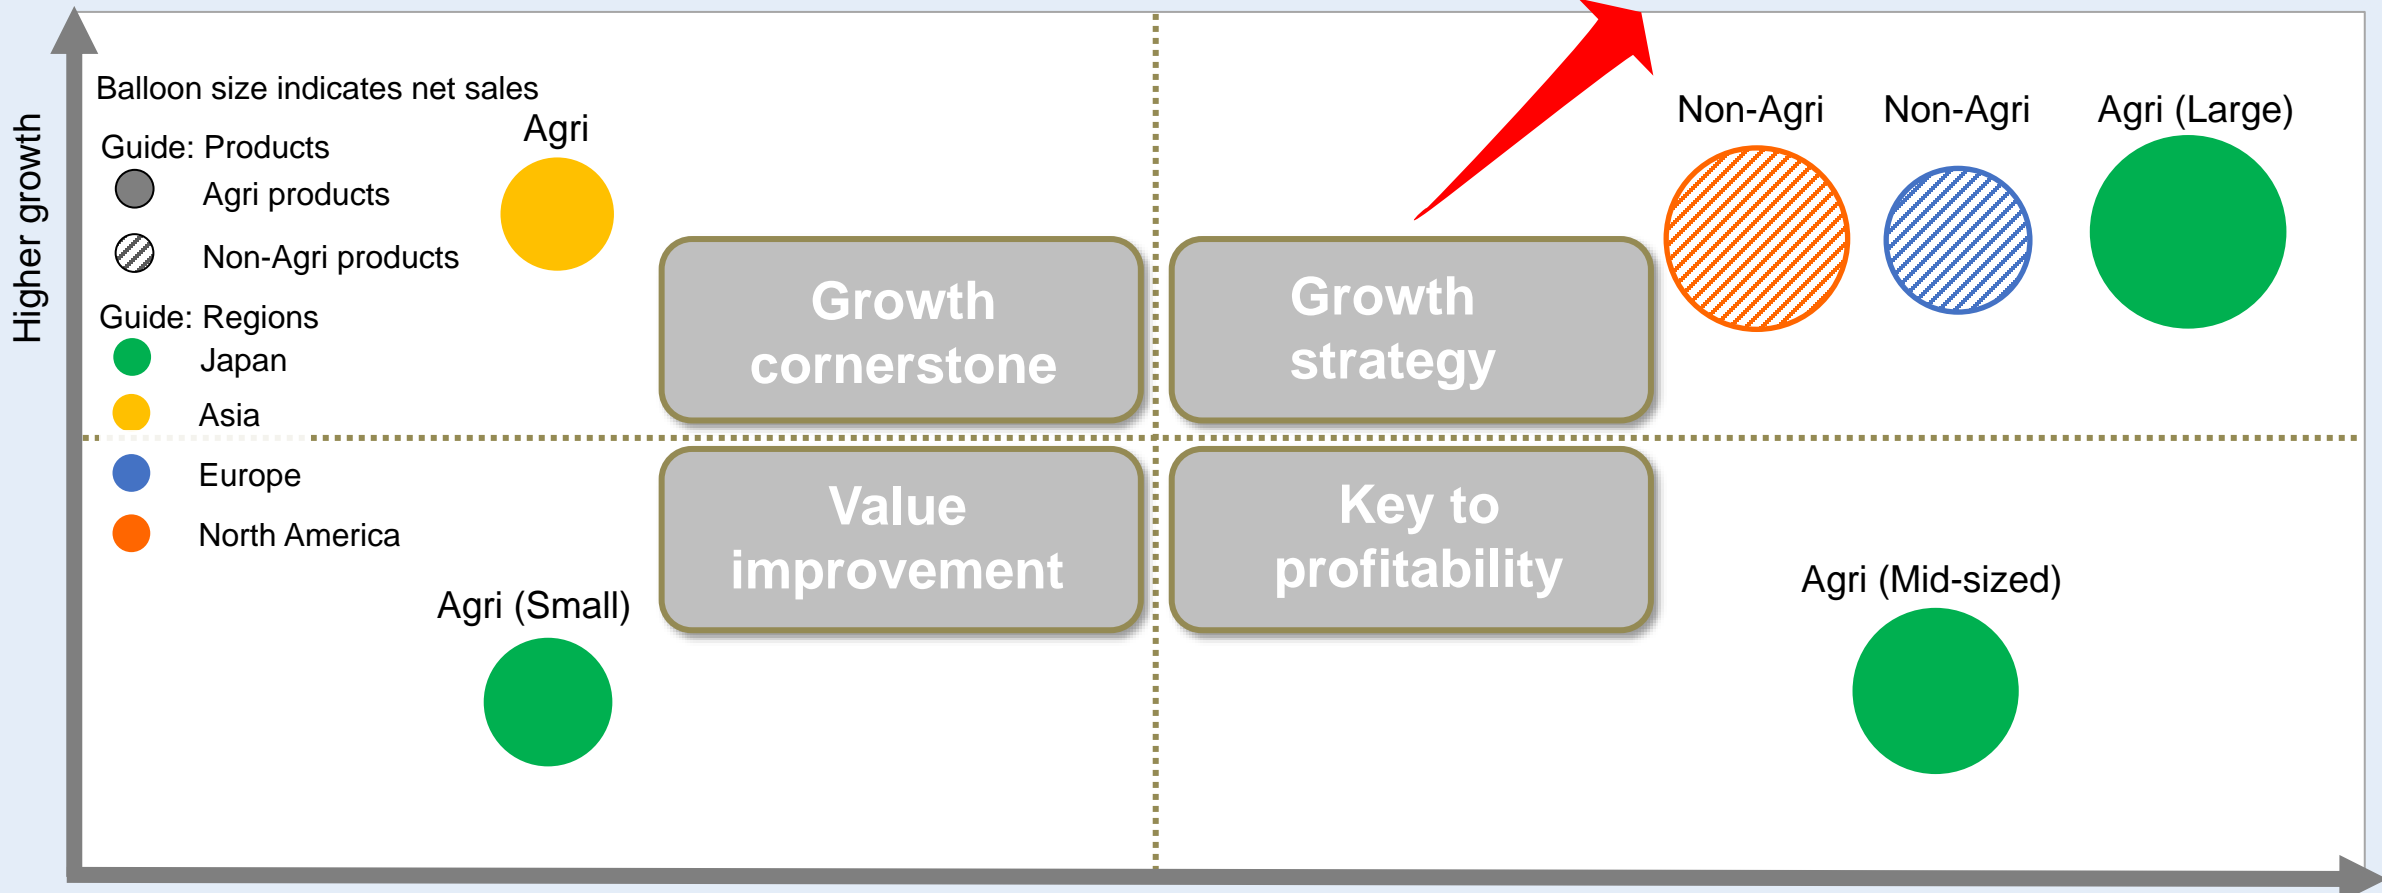 Higher growth
Balloon size indicates net sales
Guide: Products
Agri products
Non-Agri products
Guide: Regions
Japan
Asia
Europe
North America
Agri
Growth
cornerstone
Growth
strategy
Non-Agri
Non-Agri
Agri (Large)
Agri (Small)
Value
improvement
Key to
profitability
Agri (Mid-sized)